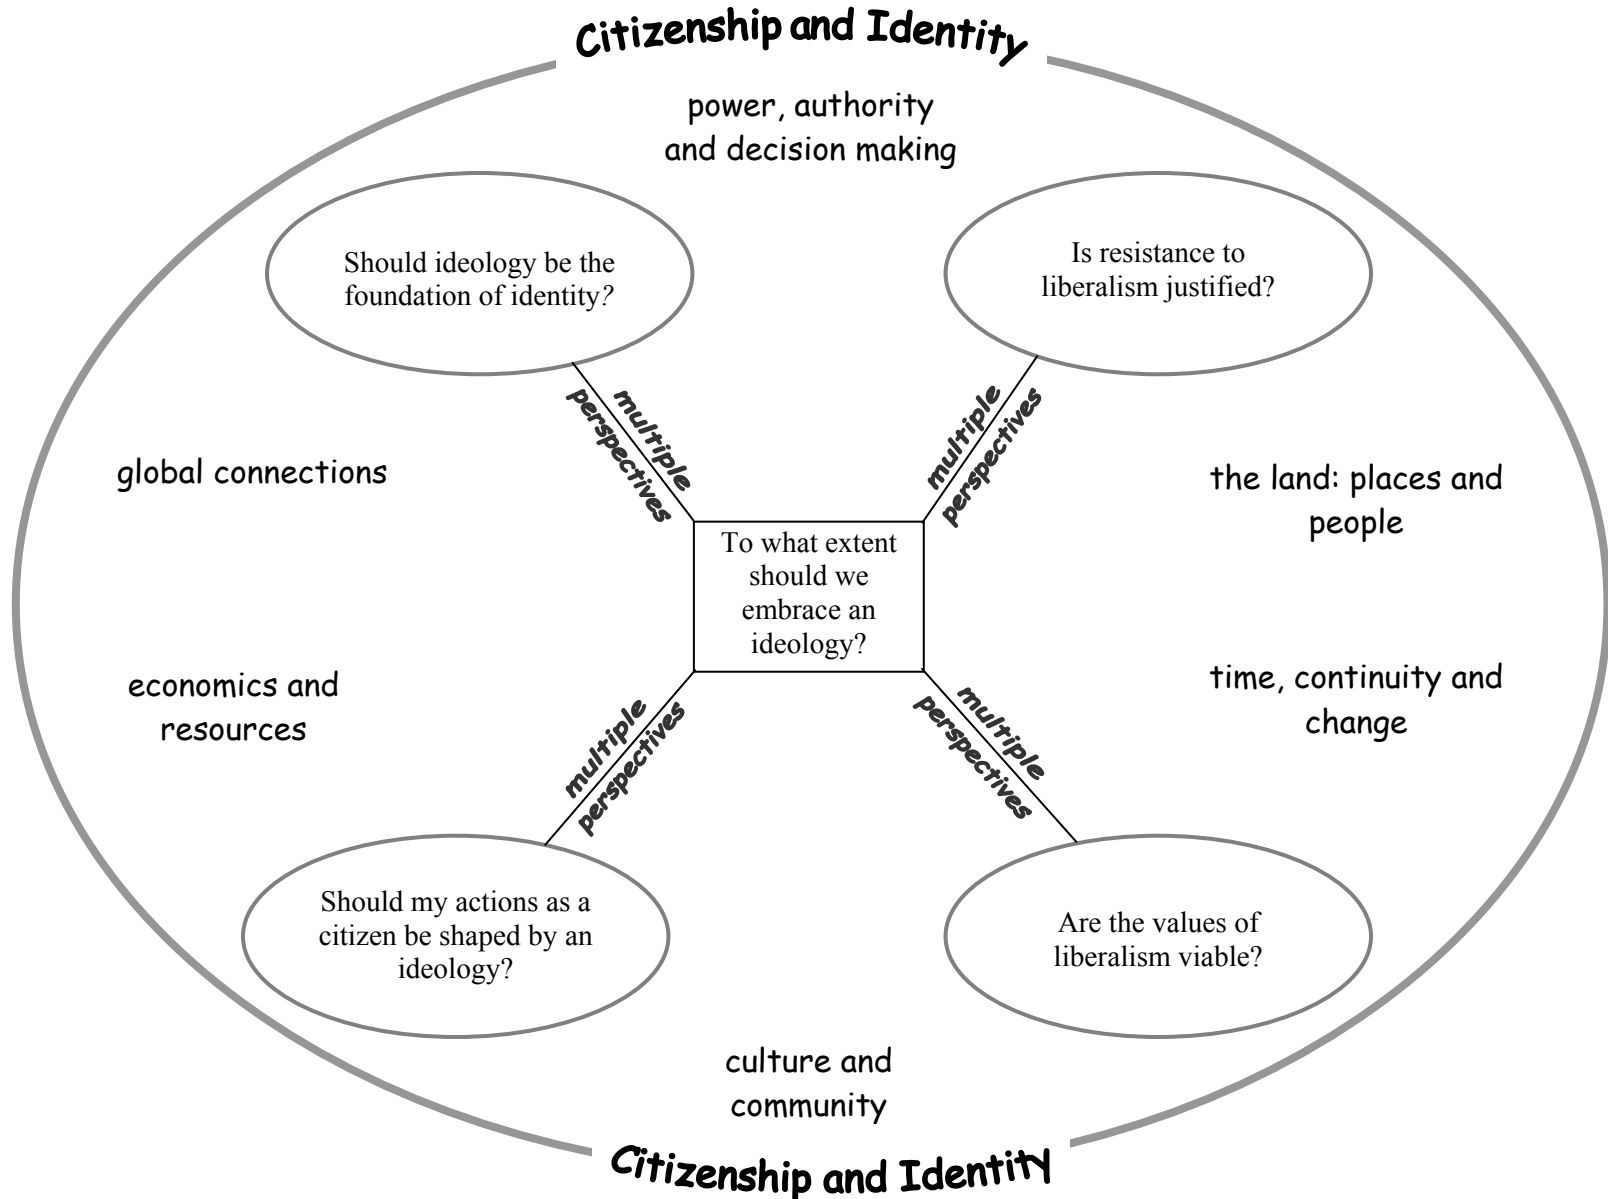 Citizenship and Identity
power, authority
and decision making
Should ideology be the
foundation of identity?
Is resistance to
liberalism justified?
multiple
perspectives
multiple
perspectives
global connections
the land: places and
people
To what extent
should we
embrace an
ideology?
economics and
resources
time, continuity and
change
multiple
perspectives
multiple
perspectives
Should my actions as a
citizen be shaped by an
ideology?
Are the values of
liberalism viable?
culture and
community
Citizenship and Identity